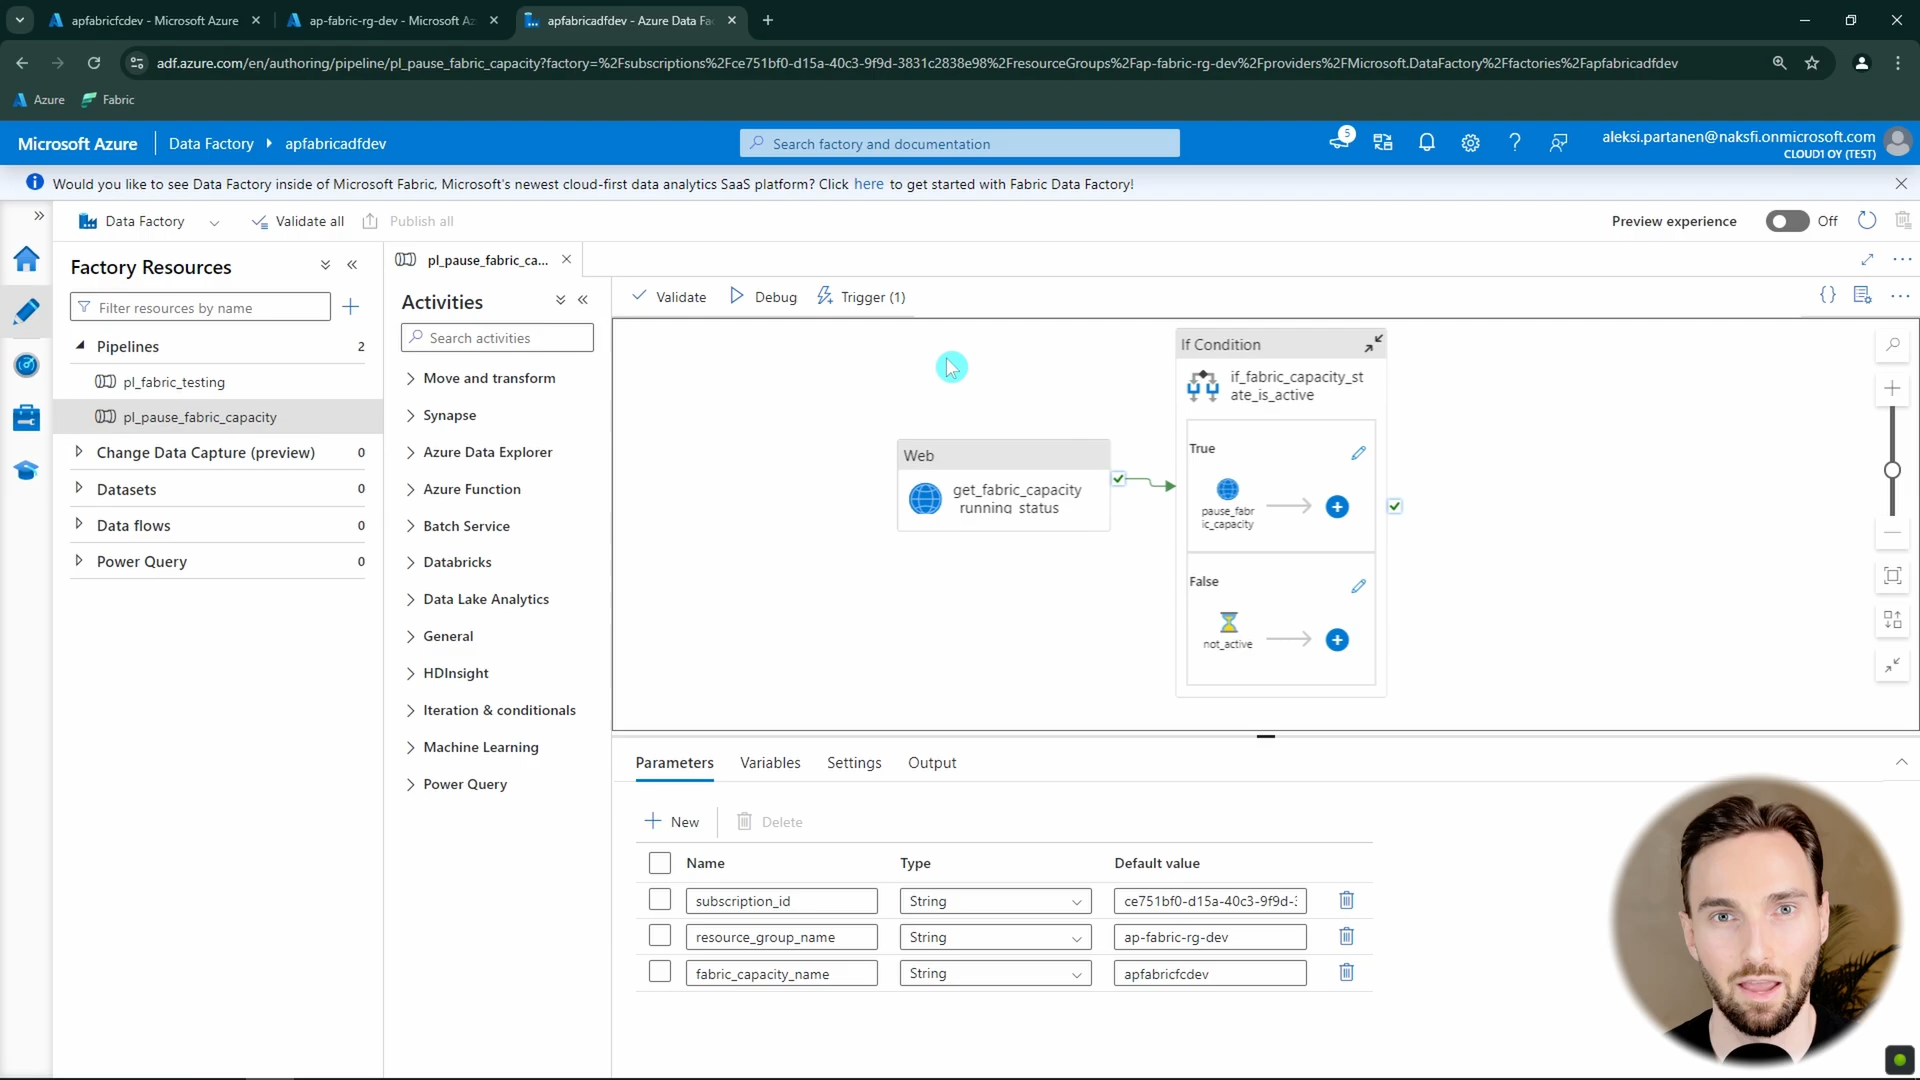 apfabricfcdev - Microsoft Azure
ap-fabric-rg-dev - Microsoft Az
apfabricadfdev - Azure Data Fa
adf.azure.com/en/authoring/pipeline/pl_pause_fabric_capacity?factory=%2Fsubscriptions%2Fce751bf0-d15a-40c3-9f9d-3831c2838e98%2FresourceGroups%2Fap-fabric-rg-dev%2Fproviders%2FMicrosoft.DataFactory%2Ffactories%2Fapfabricadfdev
Azure
Fabric
Microsoft Azure
Data Factory
apfabricadfdev
Search factory and documentation
5
aleksi.partanen@naksfi.onmicrosoft.com
CLOUD1 OY (TEST)
Would you like to see Data Factory inside of Microsoft Fabric, Microsoft's newest cloud-first data analytics SaaS platform? Click here to get started with Fabric Data Factory!
Data Factory
Validate all
Publish all
Preview experience
Off
Factory Resources
Filter resources by name
Pipelines 2
pl_fabric_testing
pl_pause_fabric_capacity
Change Data Capture (preview) 0
Datasets 0
Data flows 0
Power Query 0
pl_pause_fabric_ca...
Activities
Search activities
Move and transform
Synapse
Azure Data Explorer
Azure Function
Batch Service
Databricks
Data Lake Analytics
General
HDInsight
Iteration & conditionals
Machine Learning
Power Query
Validate
Debug
Trigger (1)
Web
get_fabric_capacity
_running_status
If Condition
if_fabric_capacity_st
ate_is_active
True
pause_fabr
ic_capacity
False
not_active
Parameters
Variables
Settings
Output
New
Delete
Name Type Default value
subscription_id String ce751bf0-d15a-40c3-9f9d-
resource_group_name String ap-fabric-rg-dev
fabric_capacity_name String apfabricfcdev